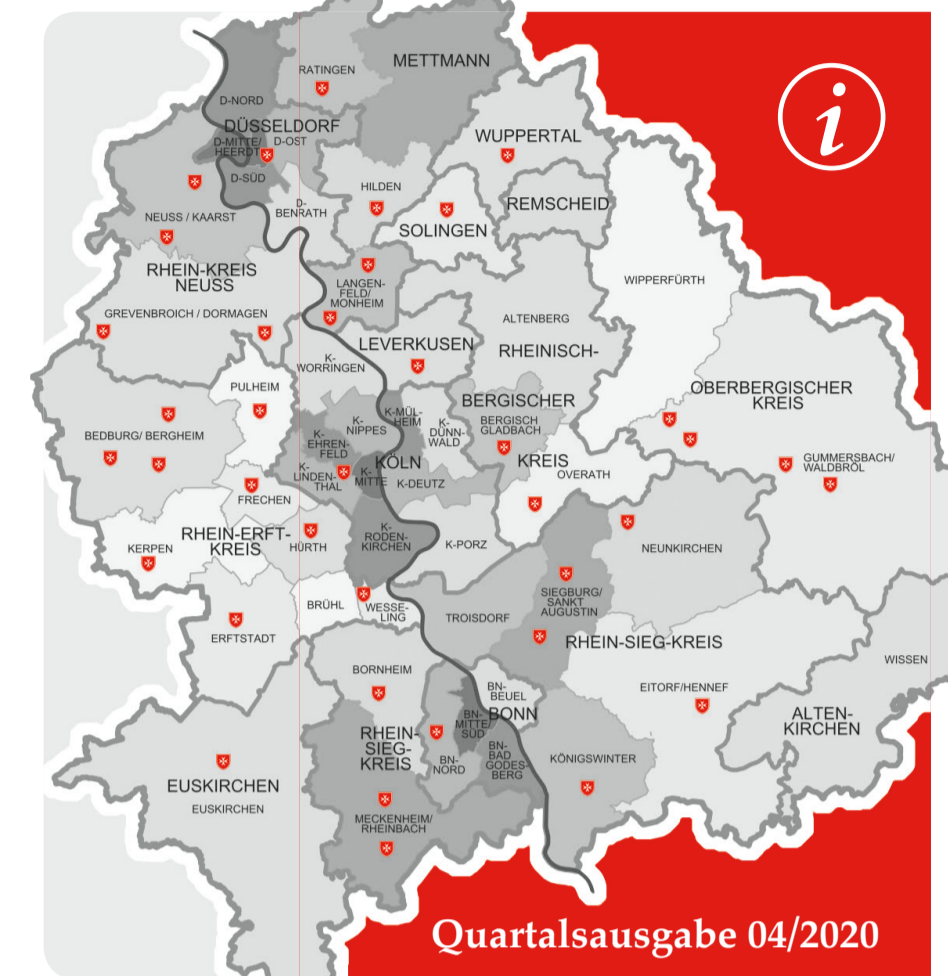 METTMANN
RATINGEN
i
D-NORD
DÜSSELDORF
D-MITTE/
HEERDT
D-OST
WUPPERTAL
D-SÜD
HILDEN
D-
BENRATH
REMSCHEID
NEUSS / KAARST
SOLINGEN
RHEIN-KREIS
NEUSS
LANGEN-
FELD/
MONHEIM
WIPPERFÜRTH
GREVENBROICH / DORMAGEN
ALTENBERG
LEVERKUSEN
RHEINISCH-
K-
WORRINGEN
PULHEIM
OBERBERGISCHER
KREIS
BERGISCHER
K-MÜL-
HEIM
BERGISCH
GLADBACH
K-
NIPPES
K-
DÜNN-
WALD
BEDBURG/ BERGHEIM
K-
EHREN-
FELD
KÖLN
KREIS
GUMMERSBACH/
WALDBRÖL
K-
LINDEN-
THAL
K-
MITTE
OVERATH
K-DEUTZ
FRECHEN
RHEIN-ERFT-
KREIS
K-
RODEN-
KIRCHEN
KERPEN
HÜRTH
K-PORZ
NEUNKIRCHEN
SIEGBURG/
SANKT
AUGUSTIN
BRÜHL
WESSE-
LING
TROISDORF
ERFTSTADT
RHEIN-SIEG-KREIS
WISSEN
BORNHEIM
EITORF/HENNEF
BN-
BEUEL
BONN
BN-
MITTE/
SÜD
ALTEN-
KIRCHEN
RHEIN-
SIEG-
KREIS
BN-
NORD
BN-
BAD
GODES-
BERG
KÖNIGSWINTER
EUSKIRCHEN
EUSKIRCHEN
MECKENHEIM/
RHEINBACH
Quartalsausgabe 04/2020